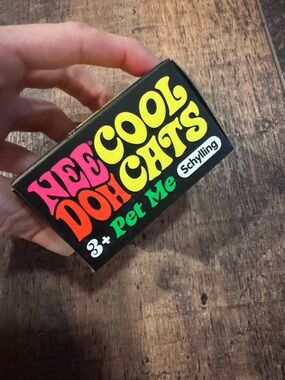 NEE COOL
DOH CATS
3+ Pet Me Schylling